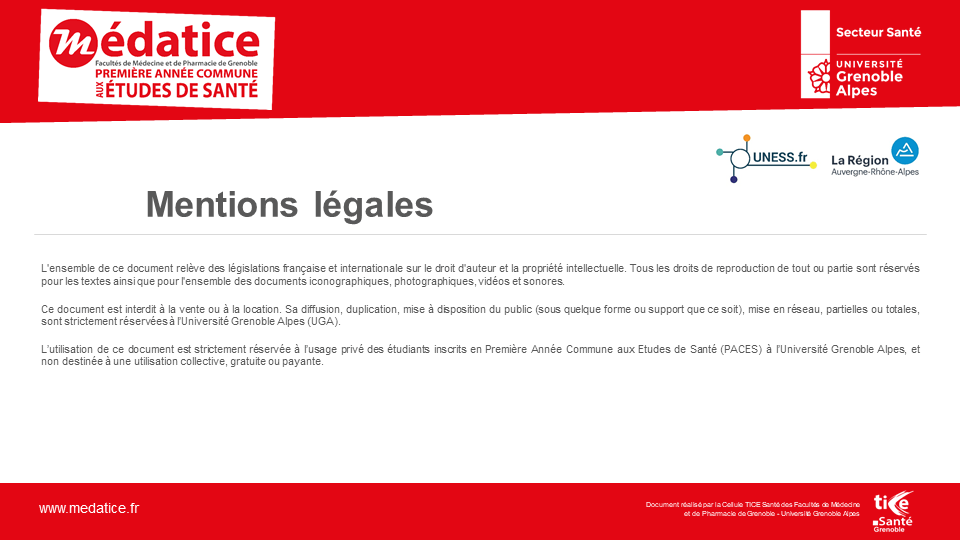 médatice
Facultés de Médecine et de Pharmacie de Grenoble
PREMIÈRE ANNÉE COMMUNE
AUX ÉTUDES DE SANTÉ
Secteur Santé
UNIVERSITÉ
Grenoble
Alpes
UNESS.fr
La Région
Auvergne-Rhône-Alpes
Mentions légales
L'ensemble de ce document relève des législations française et internationale sur le droit d'auteur et la propriété intellectuelle. Tous les droits de reproduction de tout ou partie sont réservés
pour les textes ainsi que pour l'ensemble des documents iconographiques, photographiques, vidéos et sonores.
Ce document est interdit à la vente ou à la location. Sa diffusion, duplication, mise à disposition du public (sous quelque forme ou support que ce soit), mise en réseau, partielles ou totales,
sont strictement réservées à l'Université Grenoble Alpes (UGA).
L'utilisation de ce document est strictement réservée à l'usage privé des étudiants inscrits en Première Année Commune aux Etudes de Santé (PACES) à l'Université Grenoble Alpes, et
non destinée à une utilisation collective, gratuite ou payante.
www.medatice.fr
Document réalisé par la Cellule TICE Santé des Facultés de Médecine
et de Pharmacie de Grenoble - Université Grenoble Alpes
tice
Santé
Grenoble